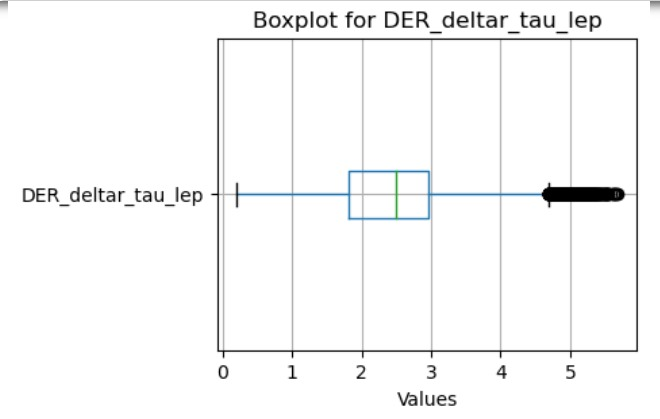 Boxplot for DER_deltar_tau_lep
DER_deltar_tau_lep
0 1 2 3 4 5
Values